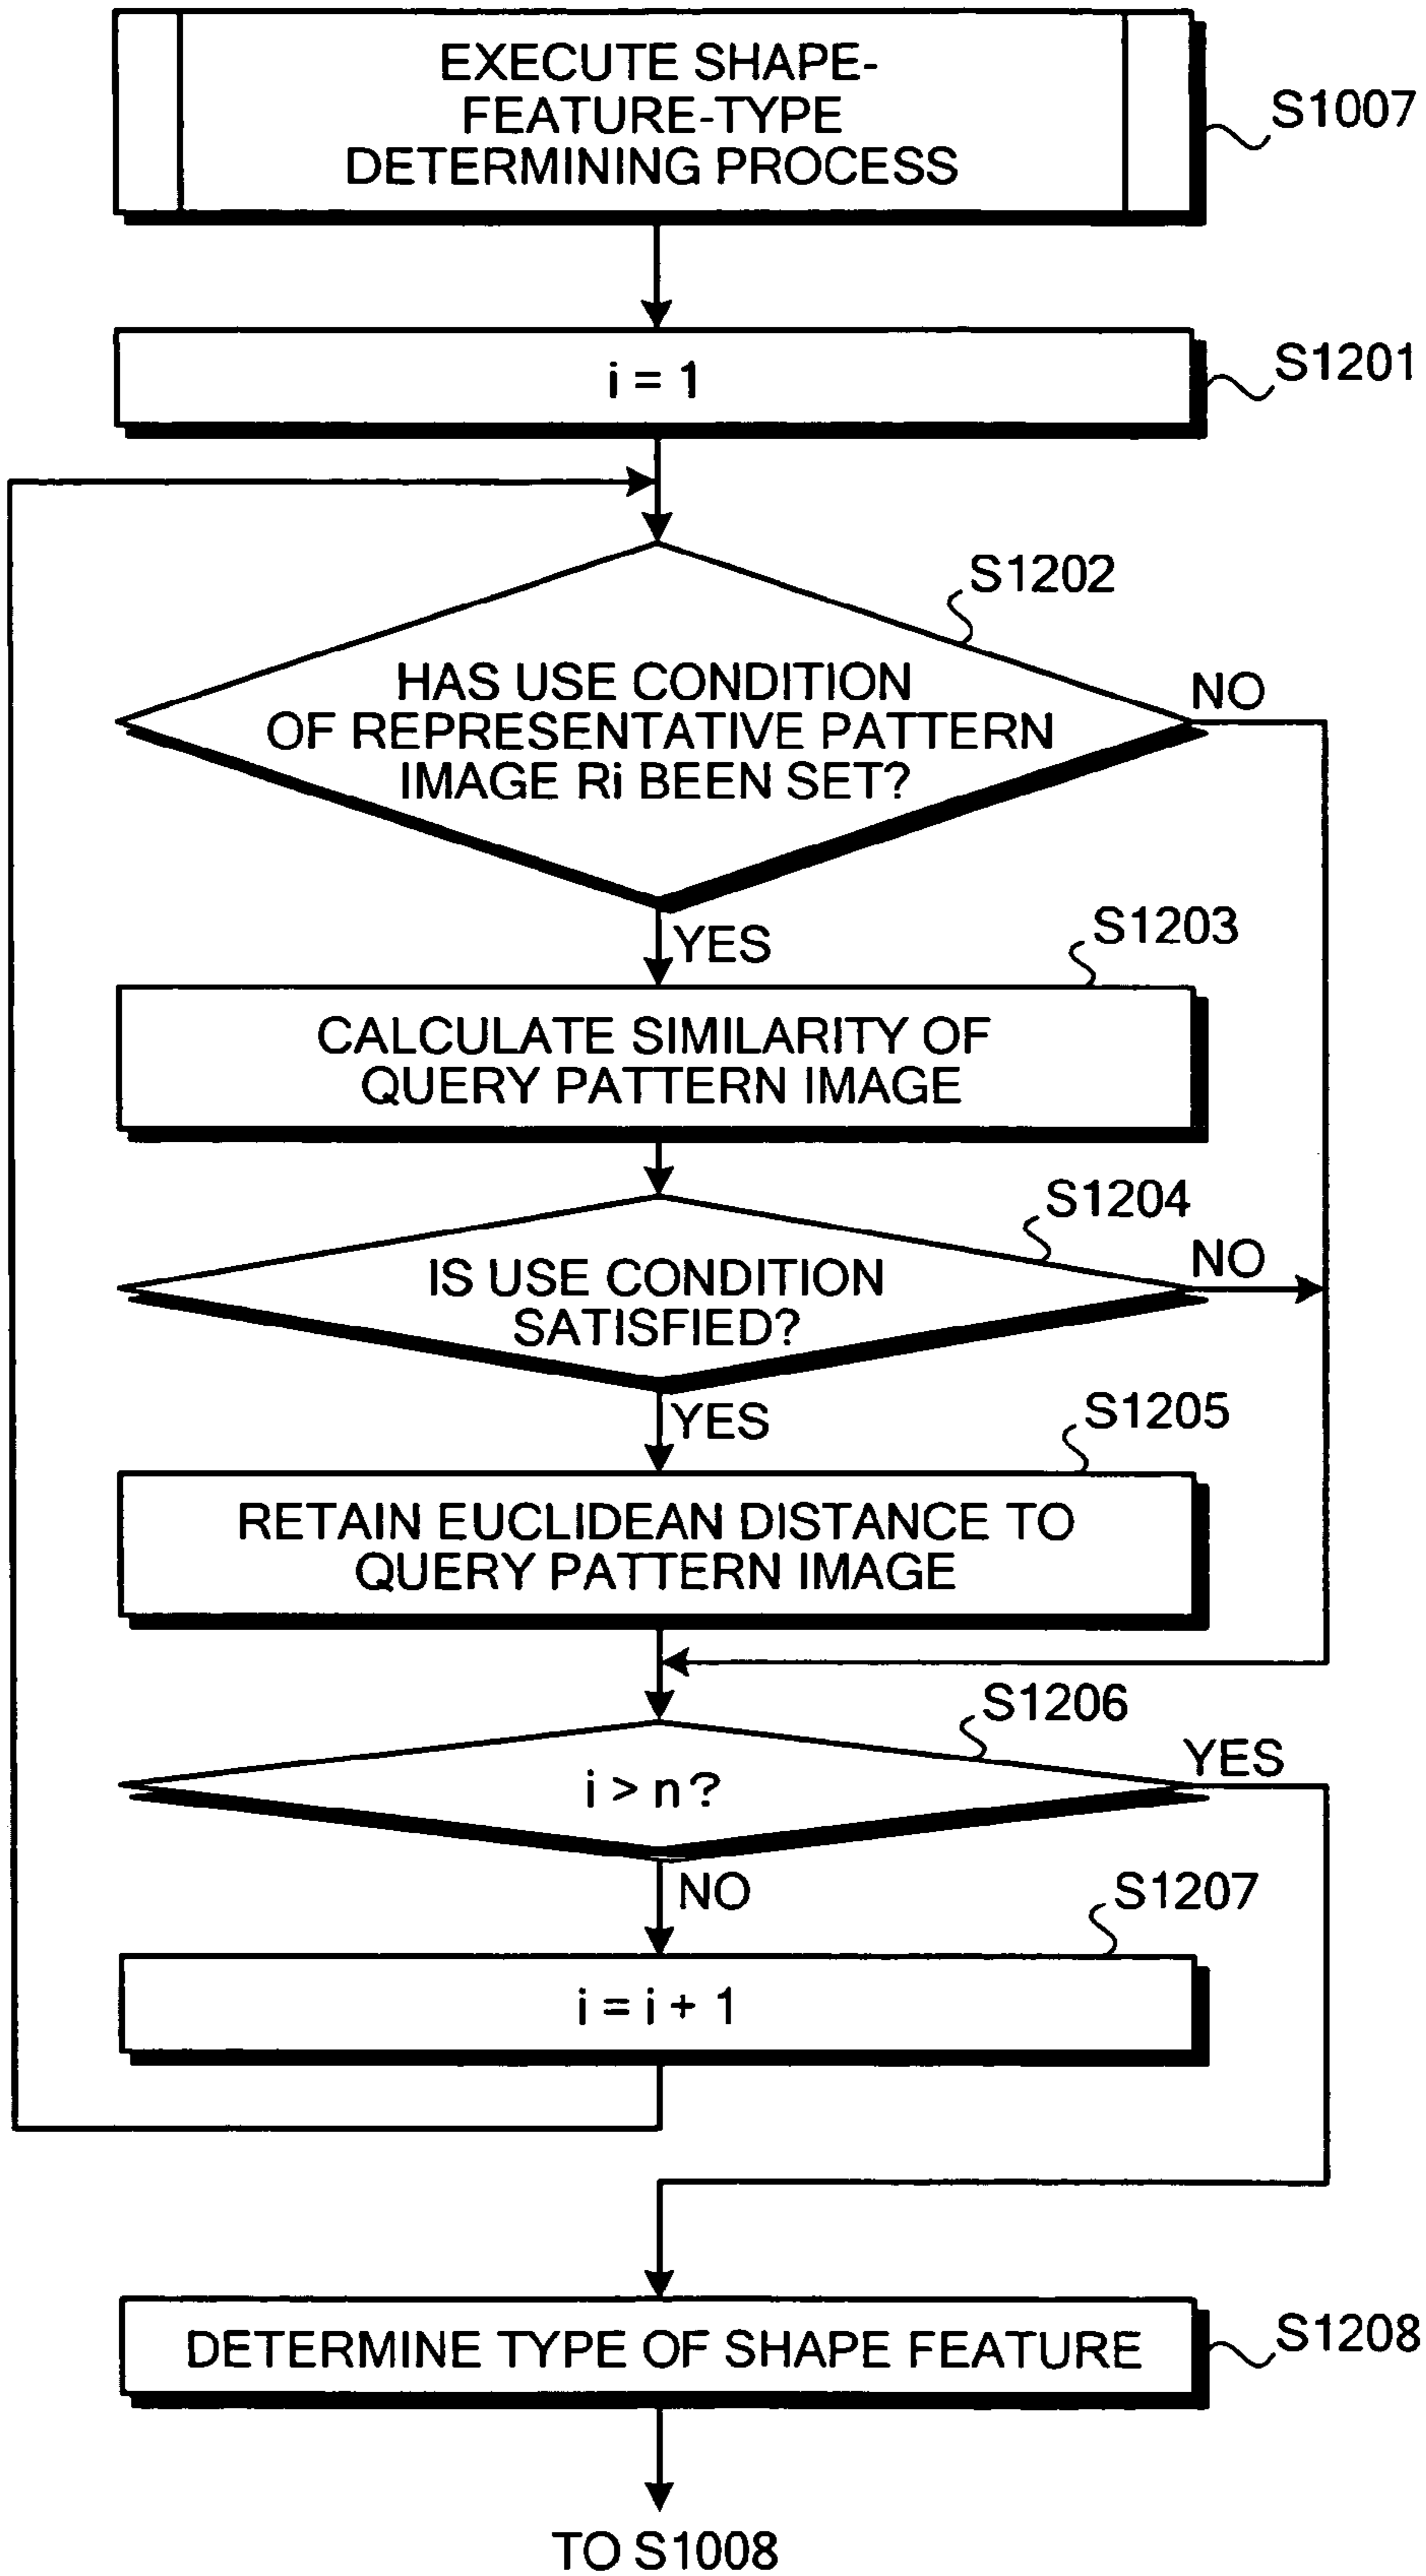 EXECUTE SHAPE-
FEATURE-TYPE
DETERMINING PROCESS
S1007
i = 1
S1201
S1202
HAS USE CONDITION
OF REPRESENTATIVE PATTERN
IMAGE Ri BEEN SET?
NO
YES
S1203
CALCULATE SIMILARITY OF
QUERY PATTERN IMAGE
S1204
IS USE CONDITION
SATISFIED?
NO
YES
S1205
RETAIN EUCLIDEAN DISTANCE TO
QUERY PATTERN IMAGE
S1206
i > n ?
YES
NO
S1207
i = i + 1
DETERMINE TYPE OF SHAPE FEATURE
S1208
TO S1008